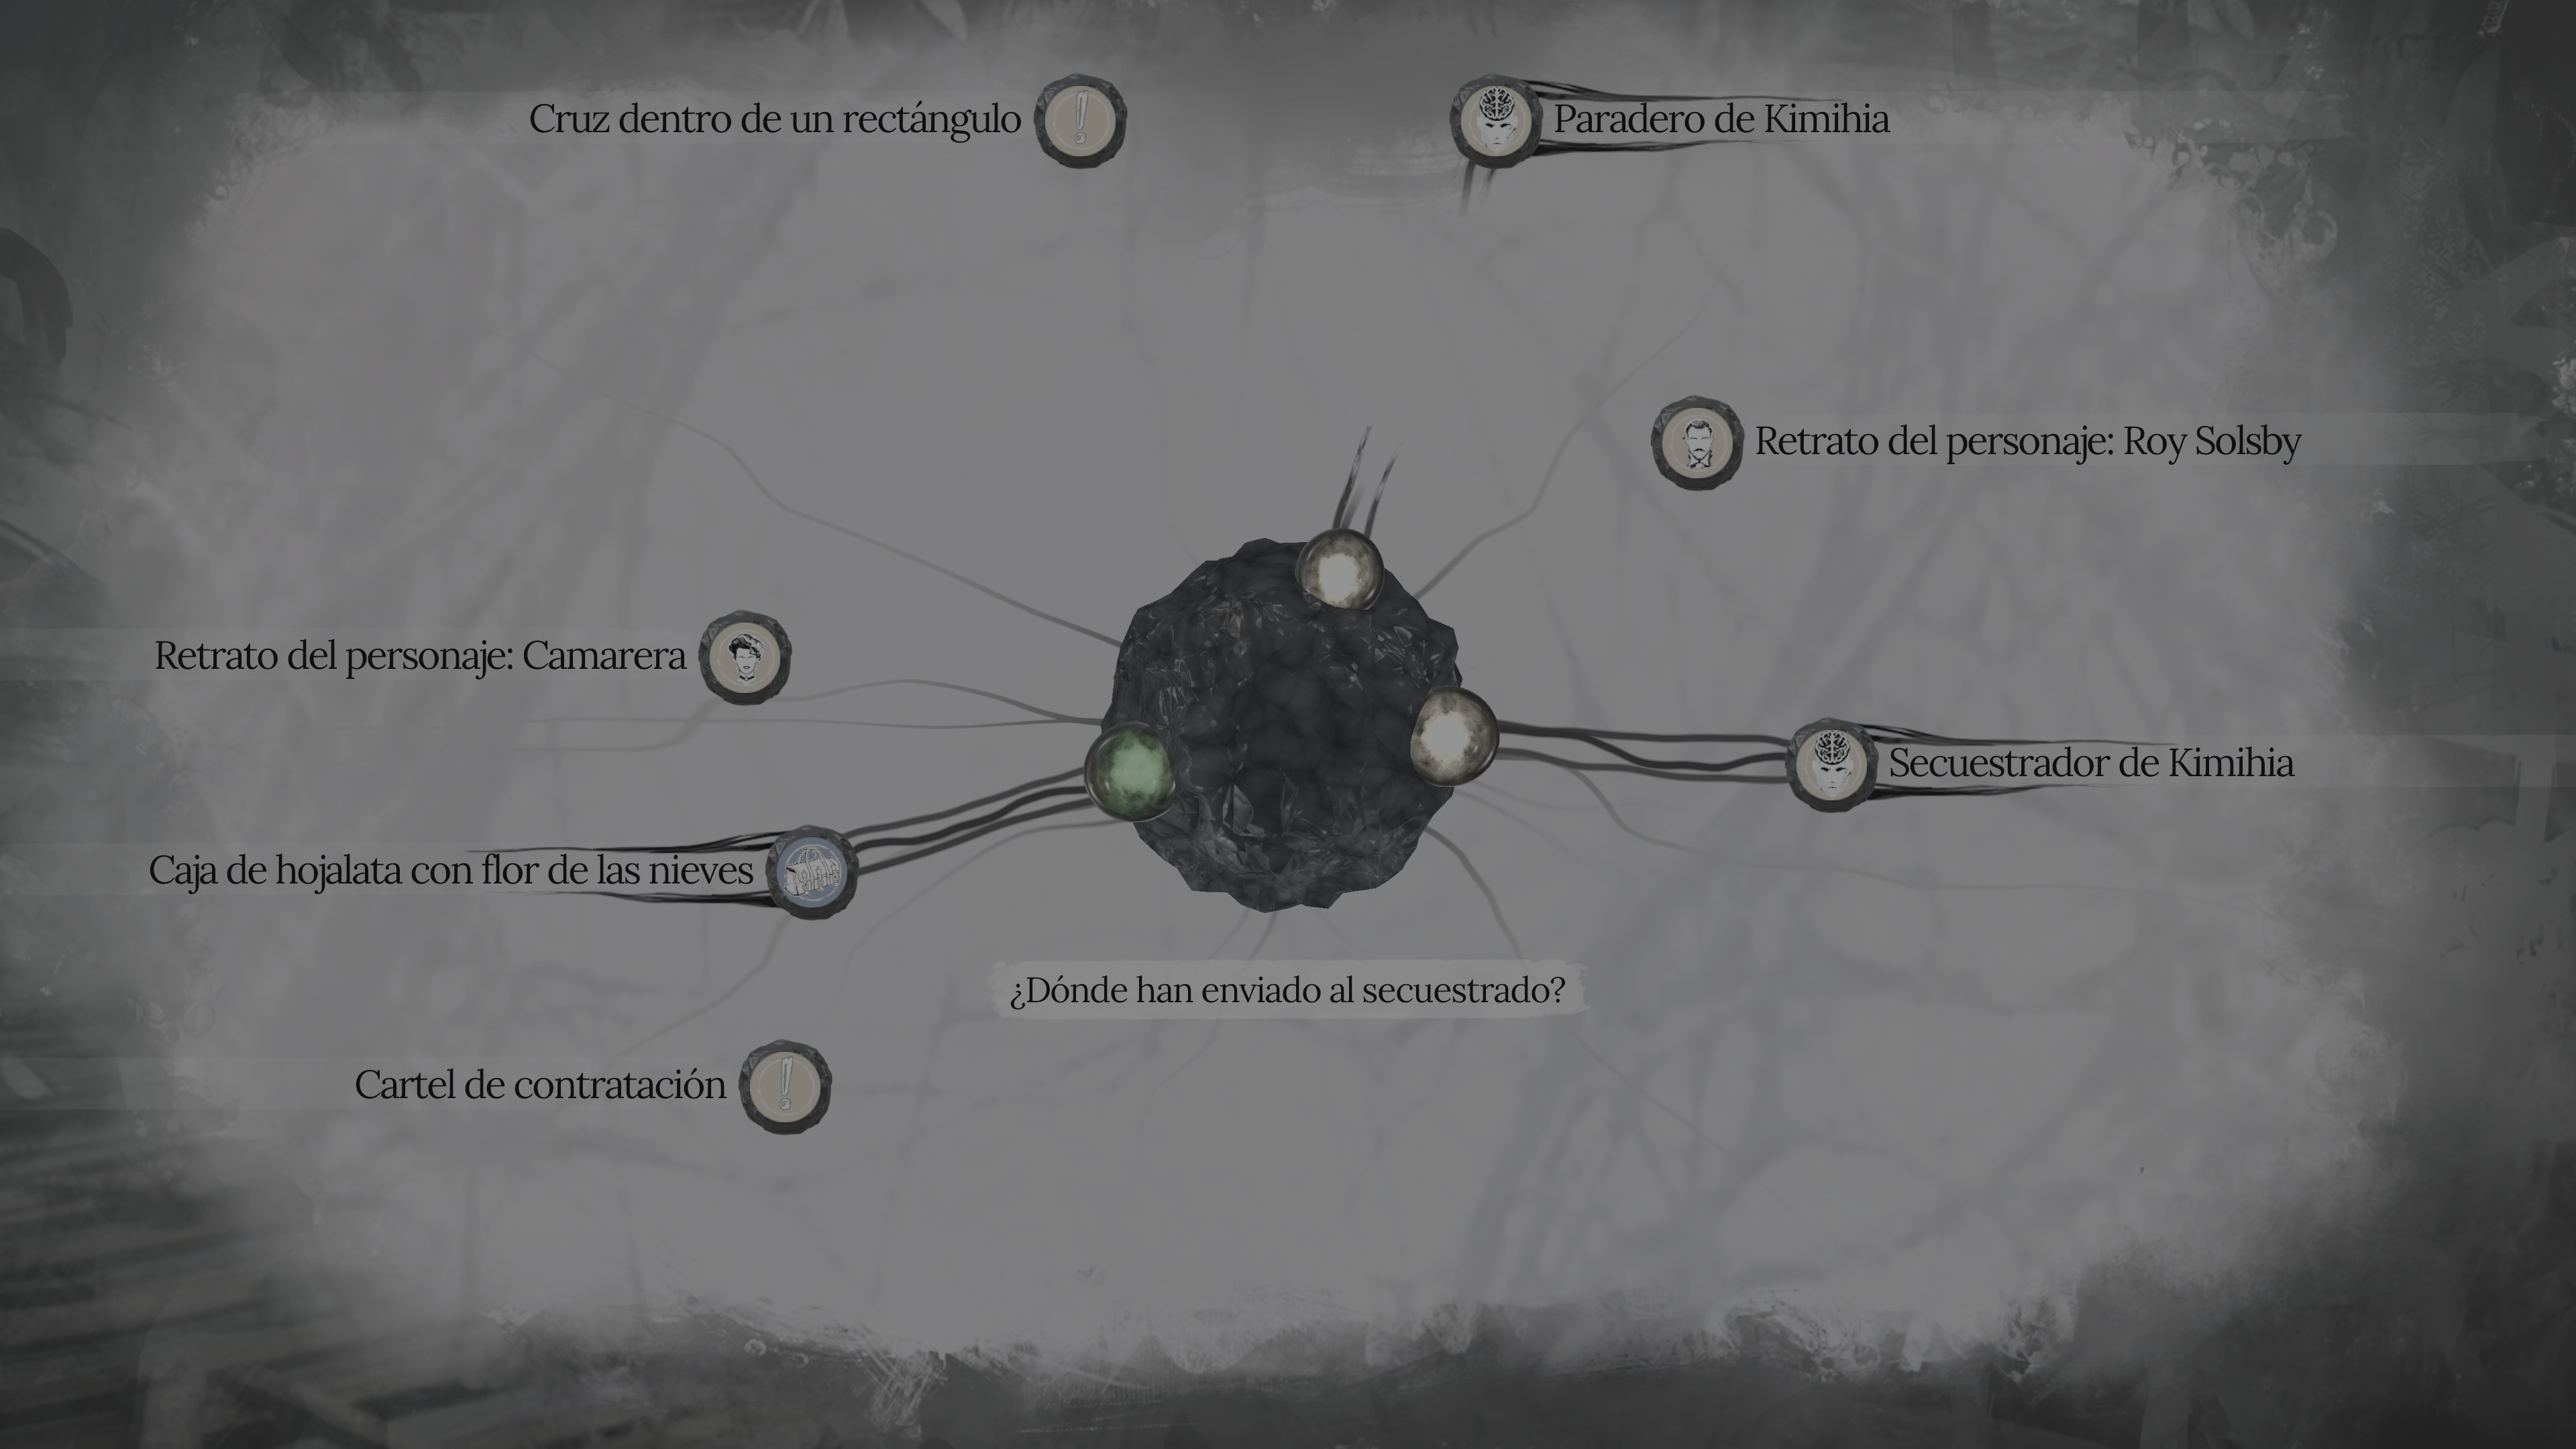 Cruz dentro de un rectángulo
Paradero de Kimihia
Retrato del personaje: Roy Solsby
Retrato del personaje: Camarera
Secuestrador de Kimihia
Caja de hojalata con flor de las nieves
¿Dónde han enviado al secuestrado?
Cartel de contratación